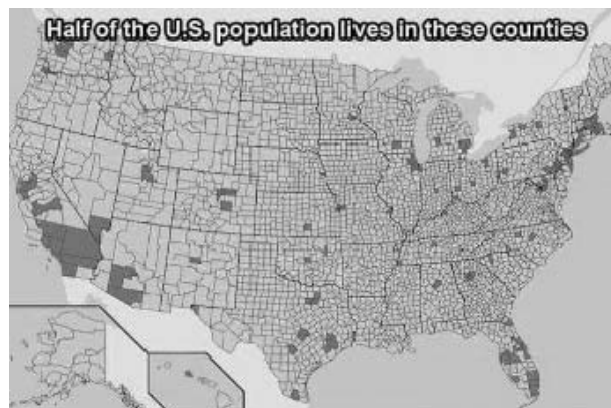 Half of the U.S. population lives in these counties